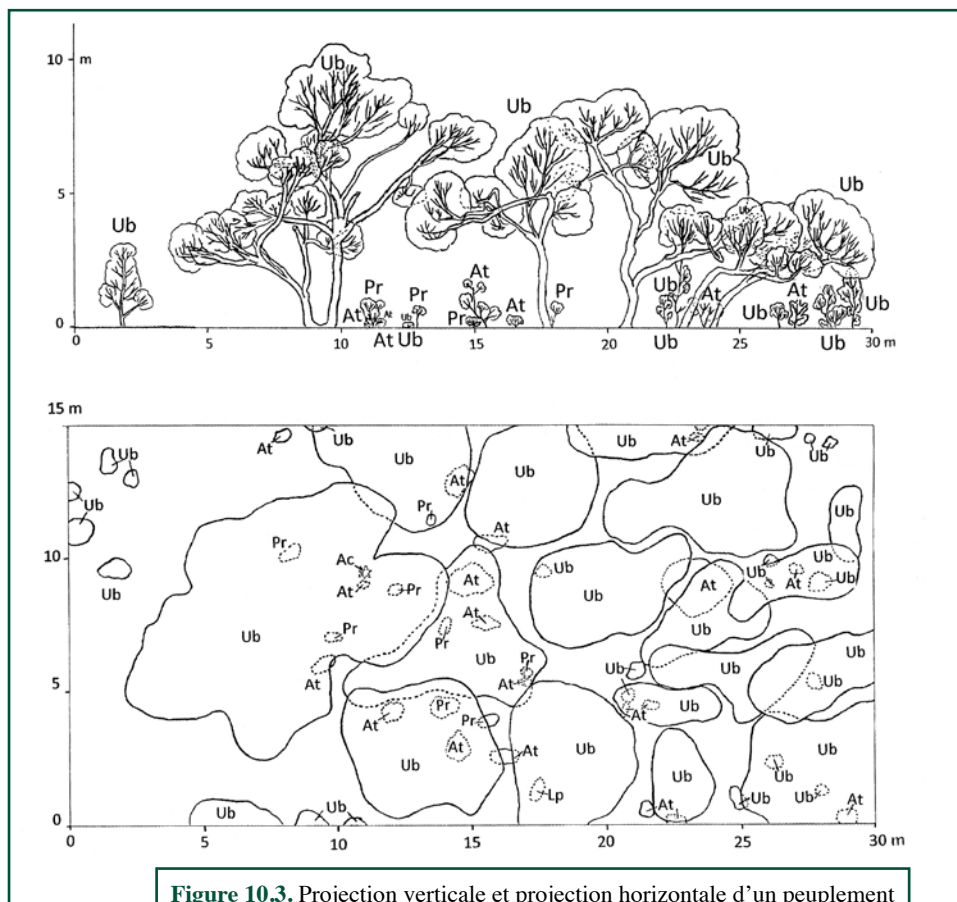 10 m
Ub
Ub
Ub
Ub
Ub
5
Ub
At
Pr Pr At Pr Ub At
At At Ub Pr Ub Ub
0
At Ub Ub Ub
0 5 10 15 20 25 30 m
15 m
Ub At Ub Ub At Ub Ub
Ub Ub At Ub
Ub Pr At Ub Ub
10
Pr Ac Ub Ub Ub
Ub At Pr At At At Ub
Pr At Ub
Ub Pr Ub Ub
At Ub Pr Ub Ub Ub
5
At Ub Ub
At Pr Pr At Ub
Ub At At Ub Ub Ub
Lp Ub Ub
Ub Ub At Ub At
0
0 5 10 15 20 25 30 m
Figure 10.3. Projection verticale et projection horizontale d'un peuplement